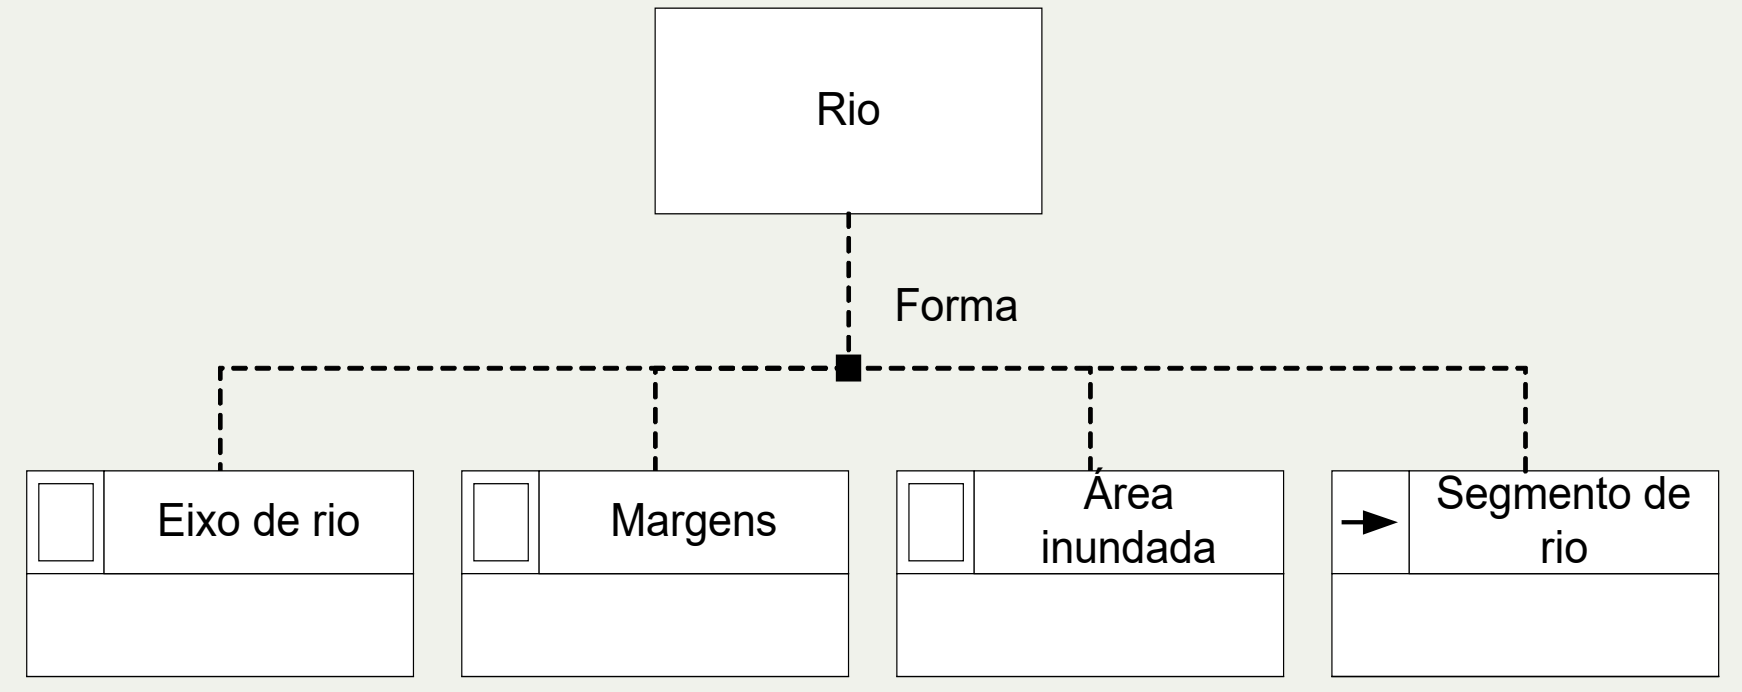 Rio
Forma
Eixo de rio
Margens
Área
inundada
Segmento de
rio